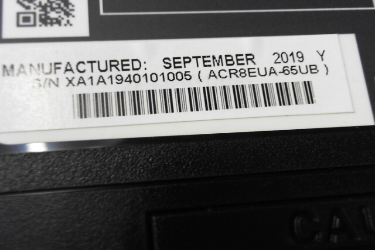 MANUFACTURED: SEPTEMBER 2019 Y
S/N XA1A1940101005 ( ACR8EUA-65UB )